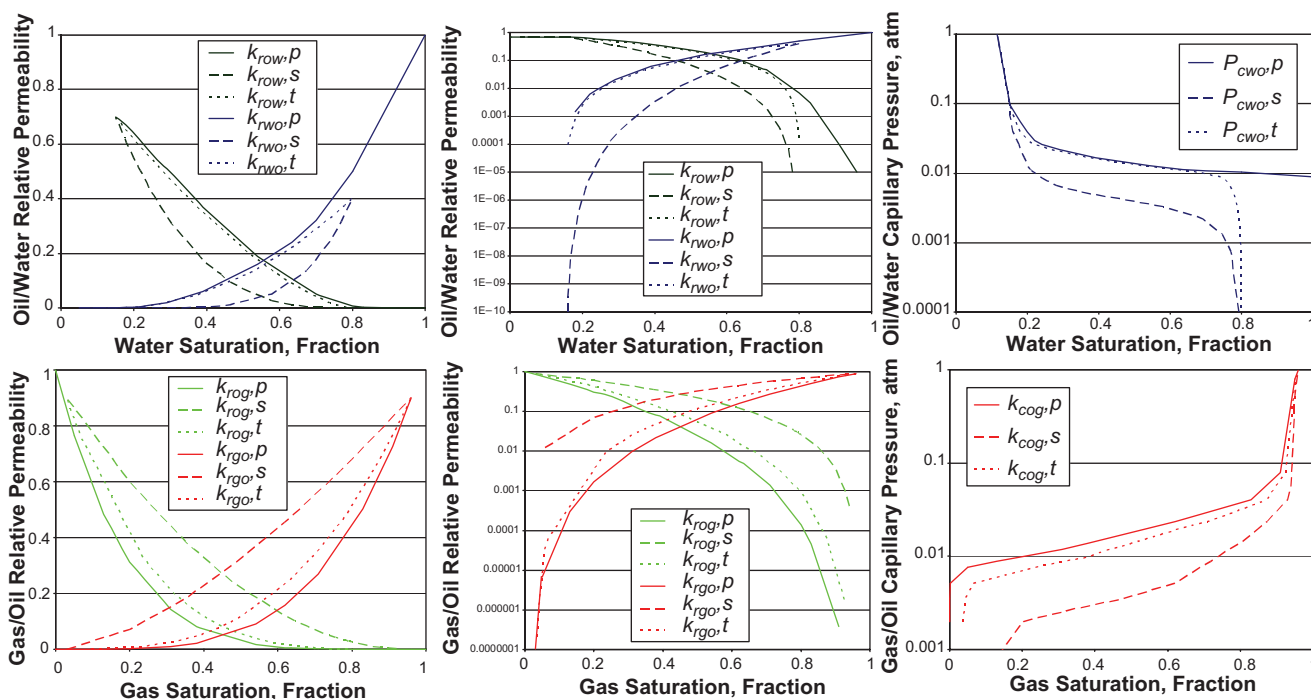 Oil/Water Relative Permeability
1
0.8
0.6
0.4
0.2
0
k_row,p
k_row,s
k_row,t
k_rwo,p
k_rwo,s
k_rwo,t
0 0.2 0.4 0.6 0.8 1
Water Saturation, Fraction
Oil/Water Relative Permeability
1
0.1
0.01
0.001
0.0001
1E–05
1E–06
1E–07
1E–08
1E–09
1E–10
k_row,p
k_row,s
k_row,t
k_rwo,p
k_rwo,s
k_rwo,t
0 0.2 0.4 0.6 0.8 1
Water Saturation, Fraction
Oil/Water Capillary Pressure, atm
1
0.1
0.01
0.001
0.0001
P_cwo,p
P_cwo,s
P_cwo,t
0 0.2 0.4 0.6 0.8 1
Water Saturation, Fraction
Gas/Oil Relative Permeability
1
0.8
0.6
0.4
0.2
0
k_rog,p
k_rog,s
k_rog,t
k_rgo,p
k_rgo,s
k_rgo,t
0 0.2 0.4 0.6 0.8 1
Gas Saturation, Fraction
Gas/Oil Relative Permeability
1
0.1
0.01
0.001
0.0001
0.00001
0.000001
0.0000001
k_rog,p
k_rog,s
k_rog,t
k_rgo,p
k_rgo,s
k_rgo,t
0 0.2 0.4 0.6 0.8 1
Gas Saturation, Fraction
Gas/Oil Capillary Pressure, atm
1
0.1
0.01
0.001
k_cog,p
k_cog,s
k_cog,t
0 0.2 0.4 0.6 0.8 1
Gas Saturation, Fraction